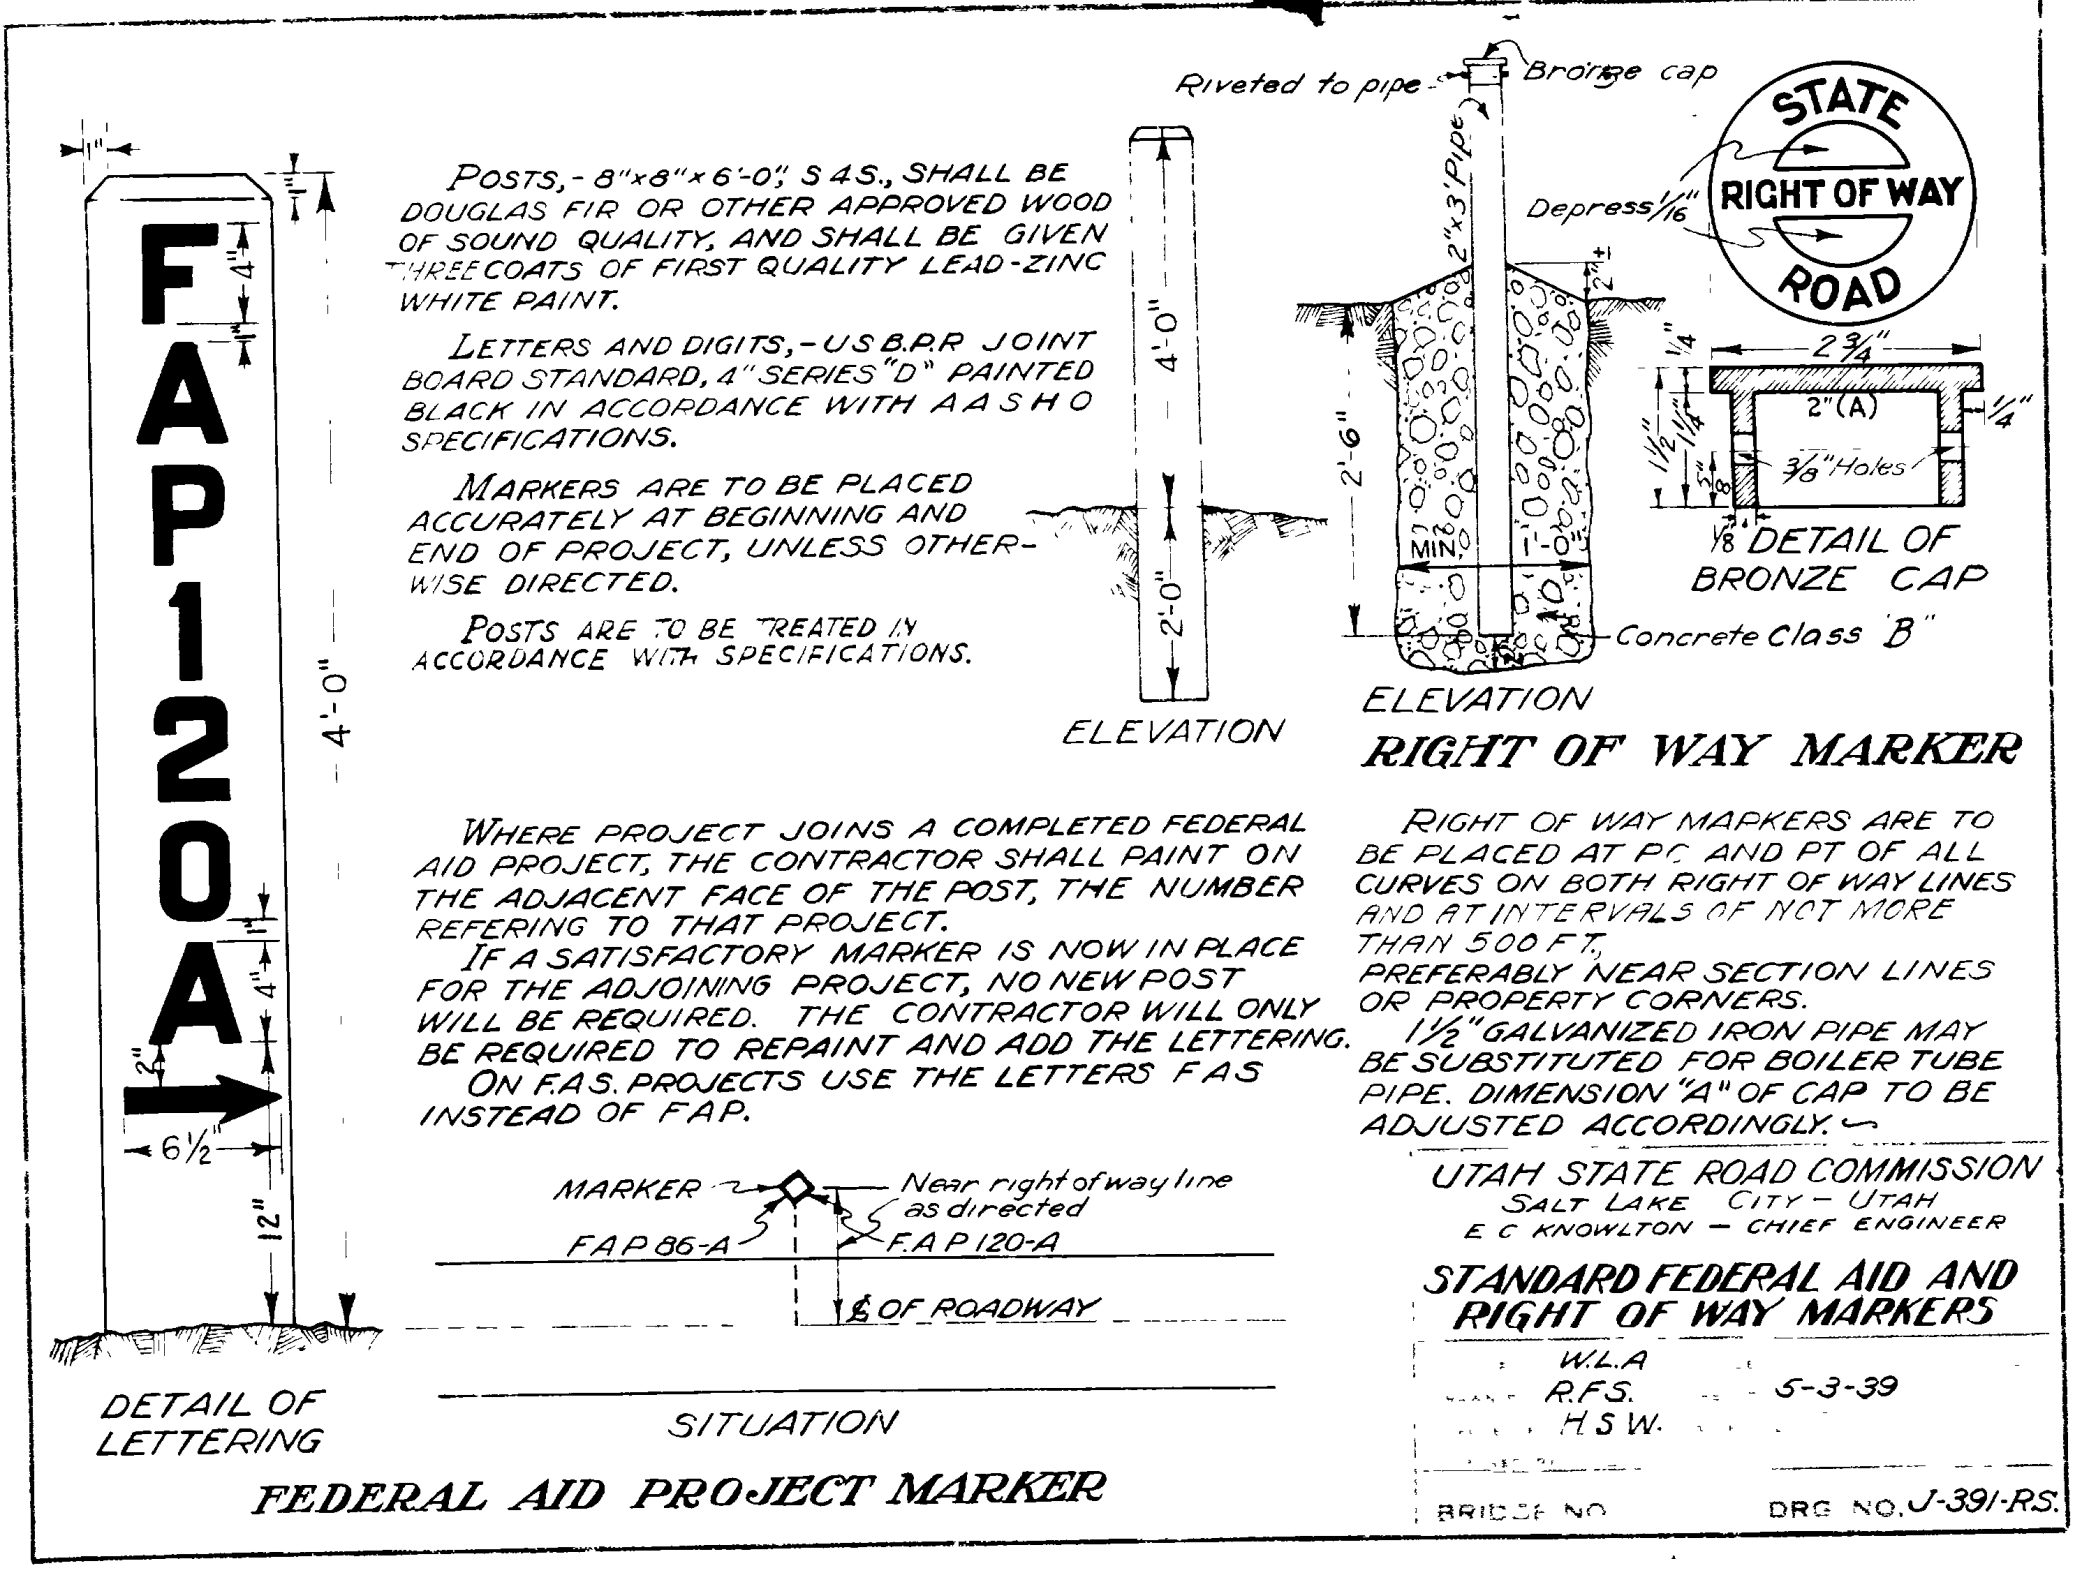 1"
1"
F
A
P
1
2
0
A
4"
1"
1"
4"
2"
6½"
12"
4'-0"
DETAIL OF
LETTERING
POSTS,- 8"x8"x6'-0", S4S., SHALL BE
DOUGLAS FIR OR OTHER APPROVED WOOD
OF SOUND QUALITY, AND SHALL BE GIVEN
THREE COATS OF FIRST QUALITY LEAD-ZINC
WHITE PAINT.
LETTERS AND DIGITS,-US B.P.R JOINT
BOARD STANDARD, 4" SERIES "D" PAINTED
BLACK IN ACCORDANCE WITH AASHO
SPECIFICATIONS.
MARKERS ARE TO BE PLACED
ACCURATELY AT BEGINNING AND
END OF PROJECT, UNLESS OTHER-
WISE DIRECTED.
POSTS ARE TO BE TREATED IN
ACCORDANCE WITH SPECIFICATIONS.
4'-0"
2'-0"
ELEVATION
WHERE PROJECT JOINS A COMPLETED FEDERAL
AID PROJECT, THE CONTRACTOR SHALL PAINT ON
THE ADJACENT FACE OF THE POST, THE NUMBER
REFERING TO THAT PROJECT.
IF A SATISFACTORY MARKER IS NOW IN PLACE
FOR THE ADJOINING PROJECT, NO NEW POST
WILL BE REQUIRED. THE CONTRACTOR WILL ONLY
BE REQUIRED TO REPAINT AND ADD THE LETTERING.
ON F.A.S. PROJECTS USE THE LETTERS FAS
INSTEAD OF FAP.
MARKER
Near right of way line
as directed
FAP 86-A
F.A P 120-A
℄ OF ROADWAY
SITUATION
FEDERAL AID PROJECT MARKER
Riveted to pipe
Bronze cap
2"x3' Pipe
2"±
2'-6"
MIN.
1'-0"
Concrete Class "B"
ELEVATION
STATE
RIGHT OF WAY
ROAD
Depress 1/16"
2 3/4"
1/4"
2"(A)
1/4"
1½"
1¼"
5"
8
3/8" Holes
1/8"
DETAIL OF
BRONZE CAP
RIGHT OF WAY MARKER
RIGHT OF WAY MARKERS ARE TO
BE PLACED AT PC AND PT OF ALL
CURVES ON BOTH RIGHT OF WAY LINES
AND AT INTERVALS OF NOT MORE
THAN 500 FT.,
PREFERABLY NEAR SECTION LINES
OR PROPERTY CORNERS.
1½" GALVANIZED IRON PIPE MAY
BE SUBSTITUTED FOR BOILER TUBE
PIPE. DIMENSION "A" OF CAP TO BE
ADJUSTED ACCORDINGLY.
UTAH STATE ROAD COMMISSION
SALT LAKE CITY - UTAH
E C KNOWLTON - CHIEF ENGINEER
STANDARD FEDERAL AID AND
RIGHT OF WAY MARKERS
W.L.A
R.F.S. 5-3-39
H S W.
BRIDGE NO
DRG NO. J-391-RS.